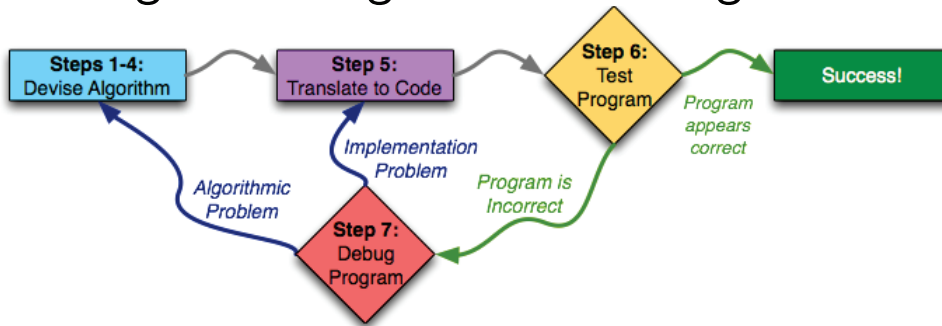 Steps 1-4:
Devise Algorithm
Step 5:
Translate to Code
Step 6:
Test
Program
Success!
Program
appears
correct
Implementation
Problem
Algorithmic
Problem
Program is
Incorrect
Step 7:
Debug
Program